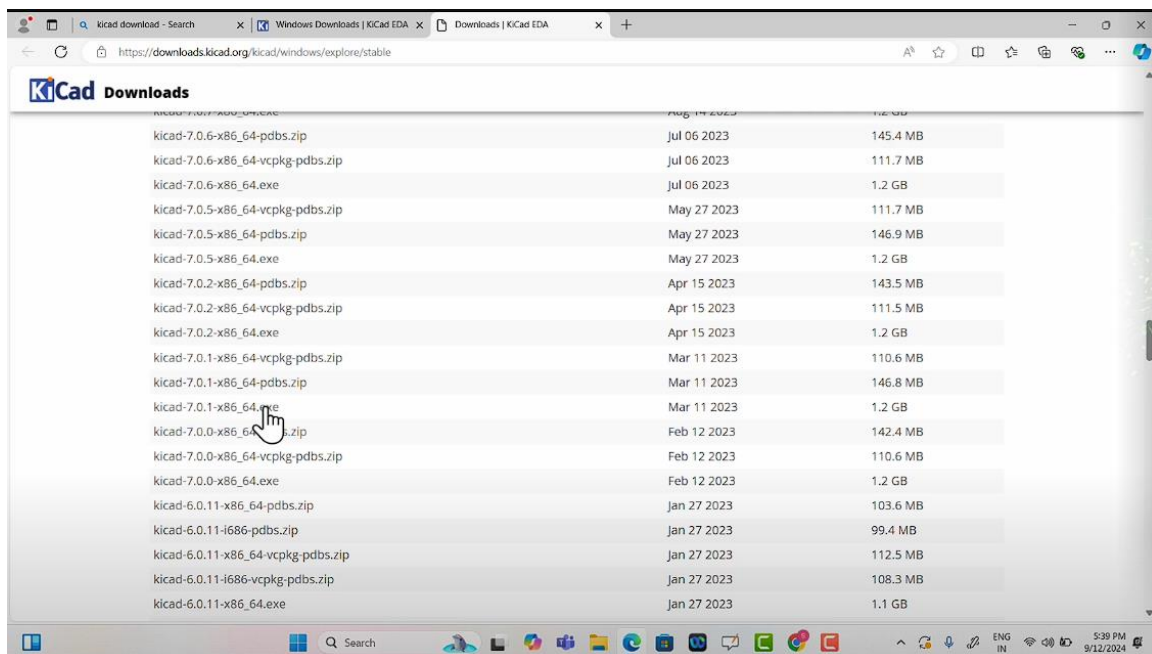 kicad download - Search
Windows Downloads | KiCad EDA
Downloads | KiCad EDA
https://downloads.kicad.org/kicad/windows/explore/stable
KiCad Downloads
kicad-7.0.7-x86_64.exe Aug 14 2023 1.2 GB
kicad-7.0.6-x86_64-pdbs.zip Jul 06 2023 145.4 MB
kicad-7.0.6-x86_64-vcpkg-pdbs.zip Jul 06 2023 111.7 MB
kicad-7.0.6-x86_64.exe Jul 06 2023 1.2 GB
kicad-7.0.5-x86_64-vcpkg-pdbs.zip May 27 2023 111.7 MB
kicad-7.0.5-x86_64-pdbs.zip May 27 2023 146.9 MB
kicad-7.0.5-x86_64.exe May 27 2023 1.2 GB
kicad-7.0.2-x86_64-pdbs.zip Apr 15 2023 143.5 MB
kicad-7.0.2-x86_64-vcpkg-pdbs.zip Apr 15 2023 111.5 MB
kicad-7.0.2-x86_64.exe Apr 15 2023 1.2 GB
kicad-7.0.1-x86_64-vcpkg-pdbs.zip Mar 11 2023 110.6 MB
kicad-7.0.1-x86_64-pdbs.zip Mar 11 2023 146.8 MB
kicad-7.0.1-x86_64.exe Mar 11 2023 1.2 GB
kicad-7.0.0-x86_64 s.zip Feb 12 2023 142.4 MB
kicad-7.0.0-x86_64-vcpkg-pdbs.zip Feb 12 2023 110.6 MB
kicad-7.0.0-x86_64.exe Feb 12 2023 1.2 GB
kicad-6.0.11-x86_64-pdbs.zip Jan 27 2023 103.6 MB
kicad-6.0.11-i686-pdbs.zip Jan 27 2023 99.4 MB
kicad-6.0.11-x86_64-vcpkg-pdbs.zip Jan 27 2023 112.5 MB
kicad-6.0.11-i686-vcpkg-pdbs.zip Jan 27 2023 108.3 MB
kicad-6.0.11-x86_64.exe Jan 27 2023 1.1 GB
Search
ENG
IN
5:39 PM
9/12/2024